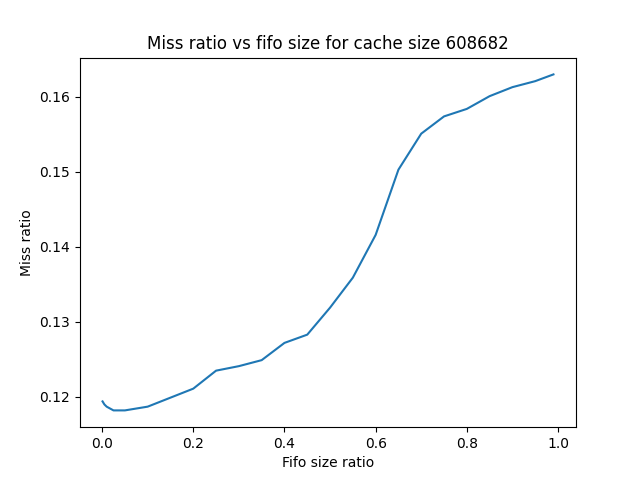 Miss ratio vs fifo size for cache size 608682
0.16
0.15
0.14
0.13
0.12
Miss ratio
0.0 0.2 0.4 0.6 0.8 1.0
Fifo size ratio